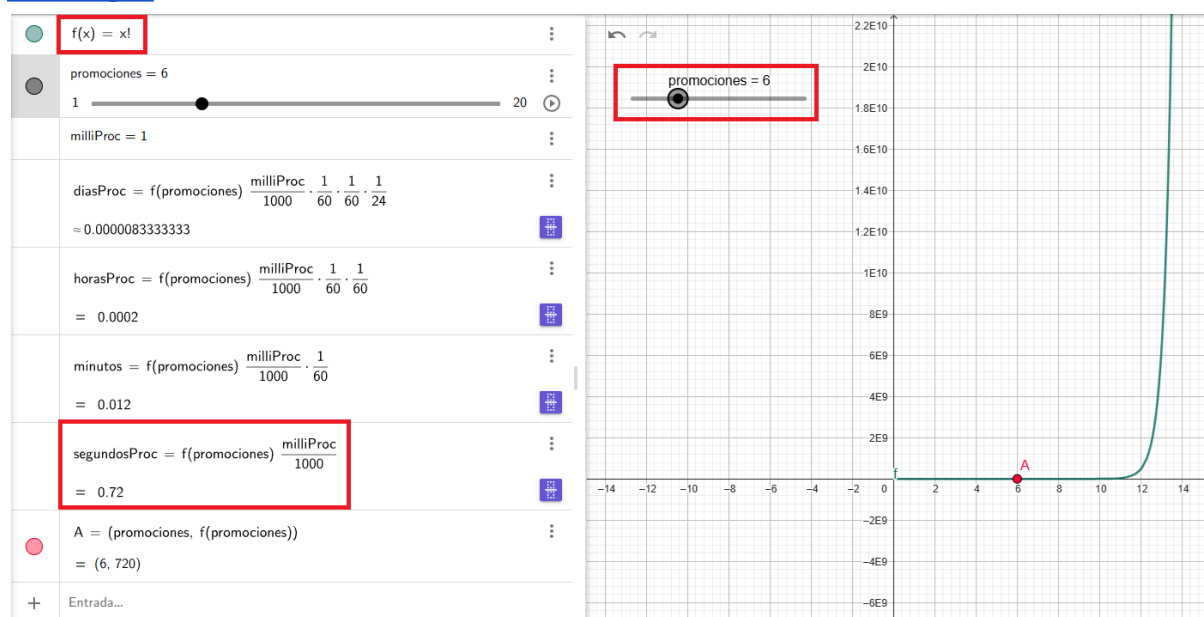 f(x) = x!
promociones = 6
1 20
milliProc = 1
diasProc = f(promociones) milliProc/1000 · 1/60 · 1/60 · 1/24
≈ 0.0000083333333
horasProc = f(promociones) milliProc/1000 · 1/60 · 1/60
= 0.0002
minutos = f(promociones) milliProc/1000 · 1/60
= 0.012
segundosProc = f(promociones) milliProc/1000
= 0.72
A = (promociones, f(promociones))
= (6, 720)
+ Entrada...
promociones = 6
2.2E10
2E10
1.8E10
1.6E10
1.4E10
1.2E10
1E10
8E9
6E9
4E9
2E9
f
A
−14 −12 −10 −8 −6 −4 −2 0 2 4 6 8 10 12 14
−2E9
−4E9
−6E9